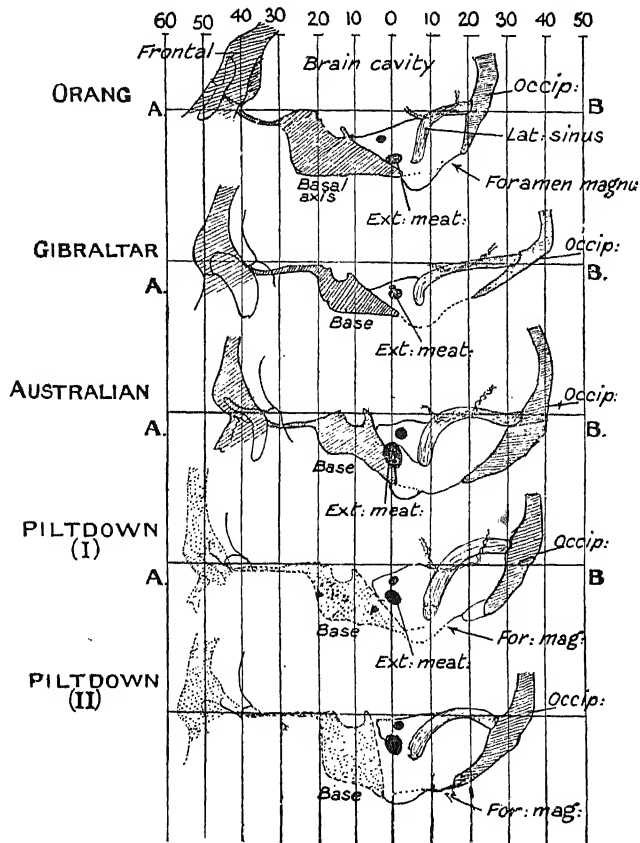 60 50 40 30 20 10 0 10 20 30 40 50
Frontal
Brain cavity
ORANG
Occip:
A. B
Lat: sinus
Basal
axis
Foramen magnu
Ext: meat:
GIBRALTAR
Occip:
A. B.
Base
Ext: meat:
AUSTRALIAN
Occip:
A. B.
Base
Ext: meat:
PILTDOWN
(I)
Occip:
A. B
Base
For: mag:
Ext: meat:
PILTDOWN
(II)
Occip:
Base
For: mag: